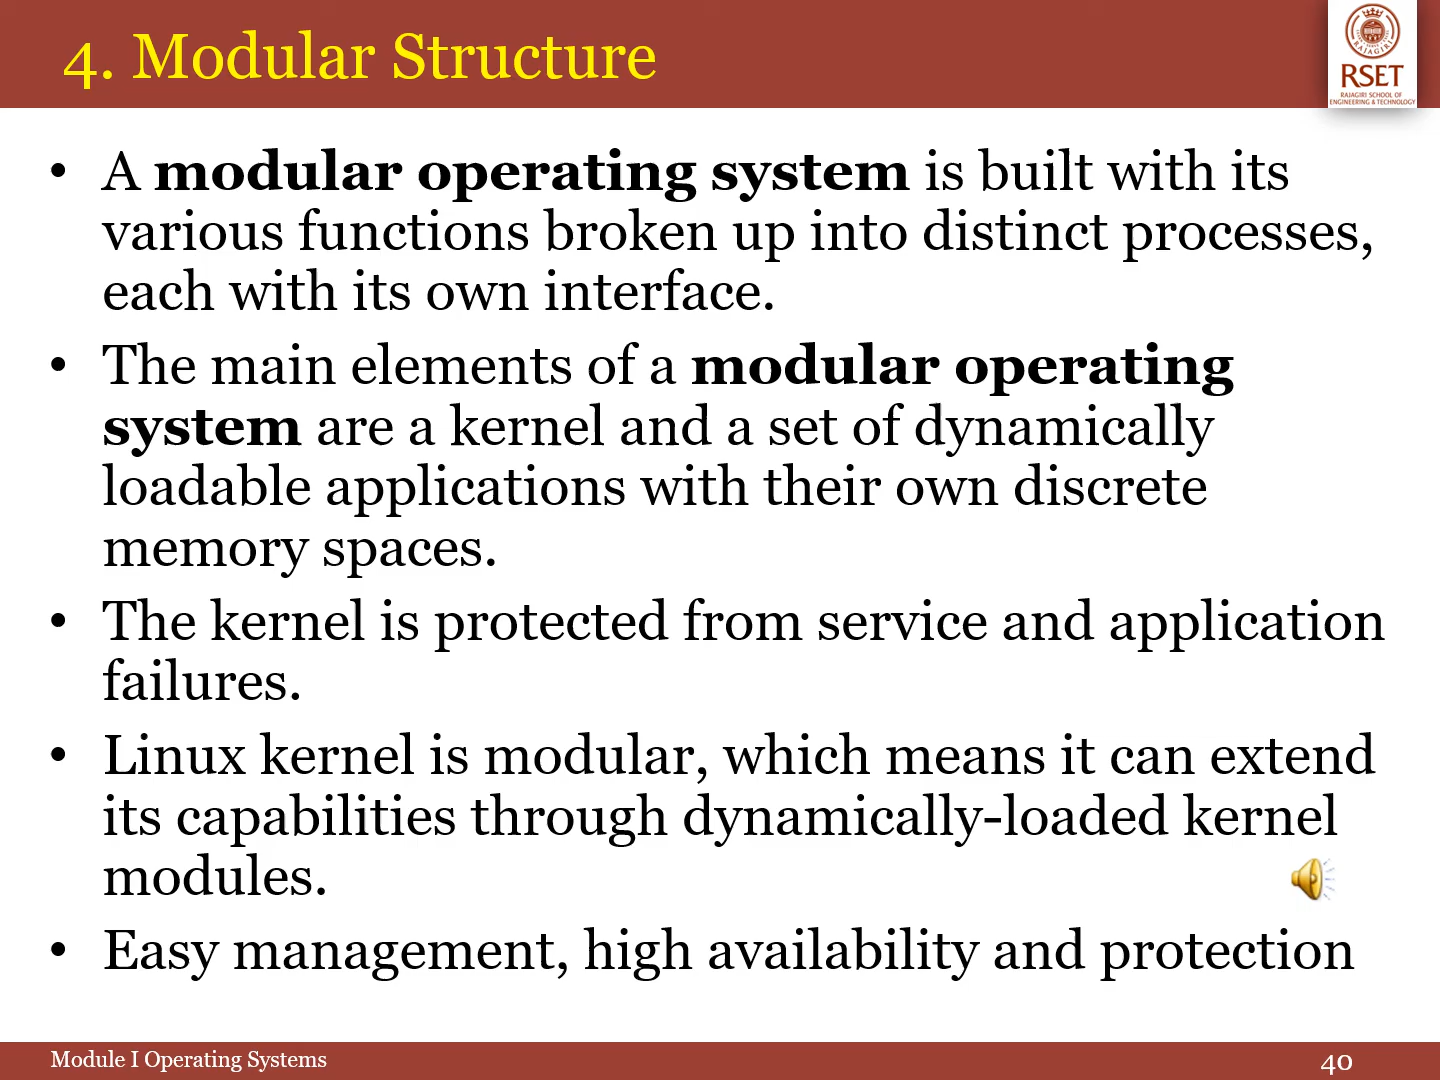 4. Modular Structure
RAJAGIRI
RSET
RAJAGIRI SCHOOL OF
ENGINEERING & TECHNOLOGY
• A modular operating system is built with its
various functions broken up into distinct processes,
each with its own interface.
• The main elements of a modular operating
system are a kernel and a set of dynamically
loadable applications with their own discrete
memory spaces.
• The kernel is protected from service and application
failures.
• Linux kernel is modular, which means it can extend
its capabilities through dynamically-loaded kernel
modules.
• Easy management, high availability and protection
Module I Operating Systems
40